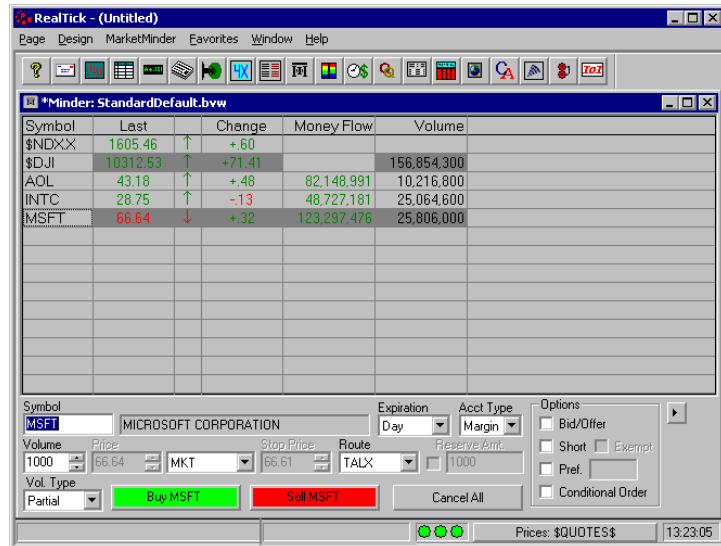 RealTick - (Untitled)
Page Design MarketMinder Eavorites Window Help
? 4X CA ToT
*Minder: StandardDefault.bvw
Symbol Last Change Money Flow Volume
$NDX.X 1605.46 ↑ +.60
$DJI 10312.53 ↑ +71.41 156,854,300
AOL 43.18 ↑ +.48 82,148,991 10,216,800
INTC 28.75 ↑ -.13 48,727,181 25,064,600
MSFT 66.64 ↓ +.32 123,297,476 25,806,000
Symbol Expiration Acct Type Options
MSFT MICROSOFT CORPORATION Day Margin Bid/Offer
Volume Price Stop Price Route Reserve Amt. Short Exempt
1000 66.64 MKT 66.61 TALX 1000 Pref.
Vol. Type Conditional Order
Partial Buy MSFT Sell MSFT Cancel All
Prices: $QUOTES$ 13:23:05